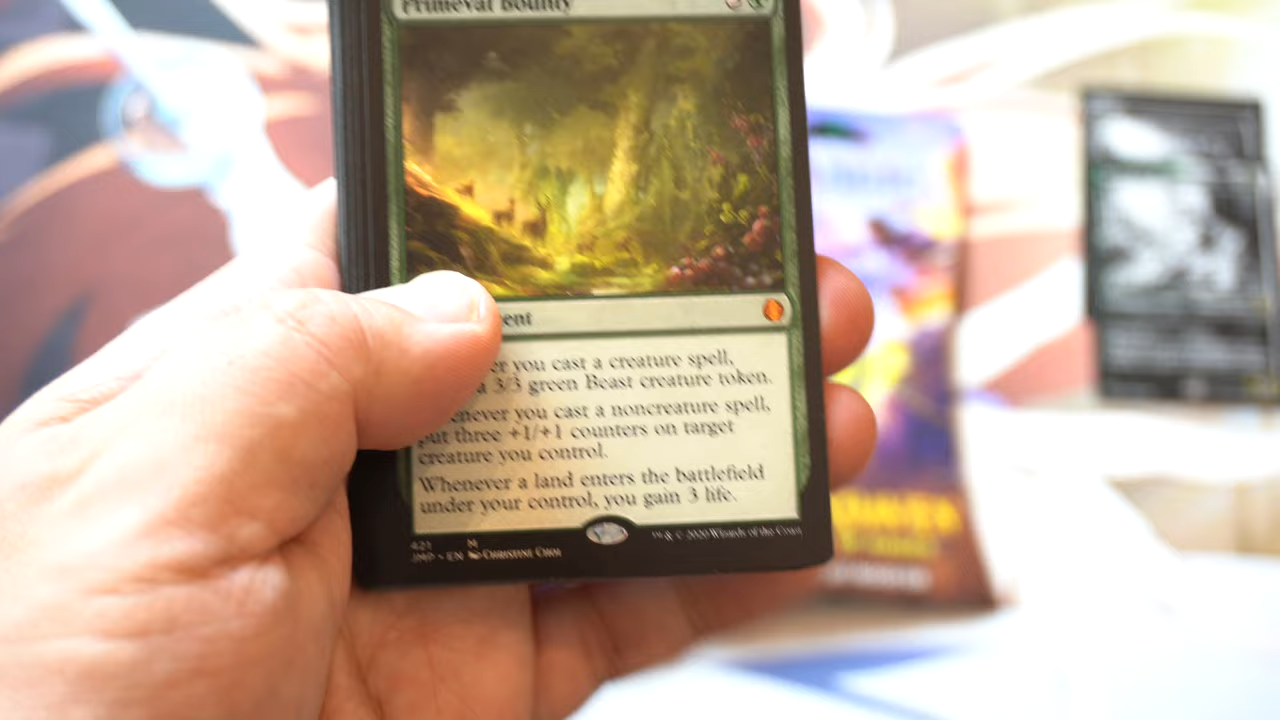 Primeval Bounty
ent
er you cast a creature spell,
a 3/3 green Beast creature token.
enever you cast a noncreature spell,
put three +1/+1 counters on target
creature you control.
Whenever a land enters the battlefield
under your control, you gain 3 life.
421 M
JMP • EN CHRISTINE CHOI
™ & © 2020 Wizards of the Coast